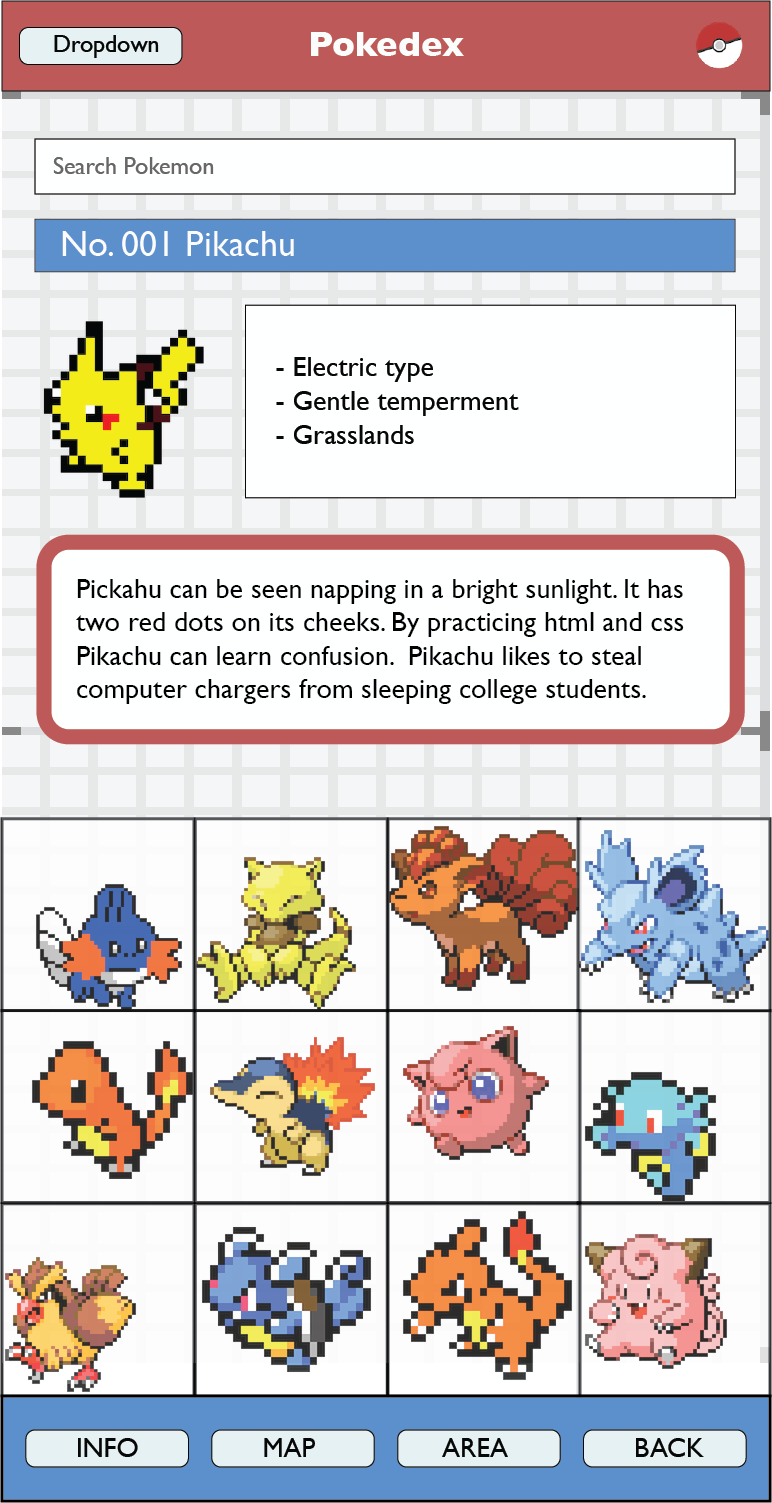 Dropdown
Pokedex
Search Pokemon
No. 001 Pikachu
- Electric type
- Gentle temperment
- Grasslands
Pickahu can be seen napping in a bright sunlight. It has
two red dots on its cheeks. By practicing html and css
Pikachu can learn confusion.  Pikachu likes to steal
computer chargers from sleeping college students.
INFO
MAP
AREA
BACK